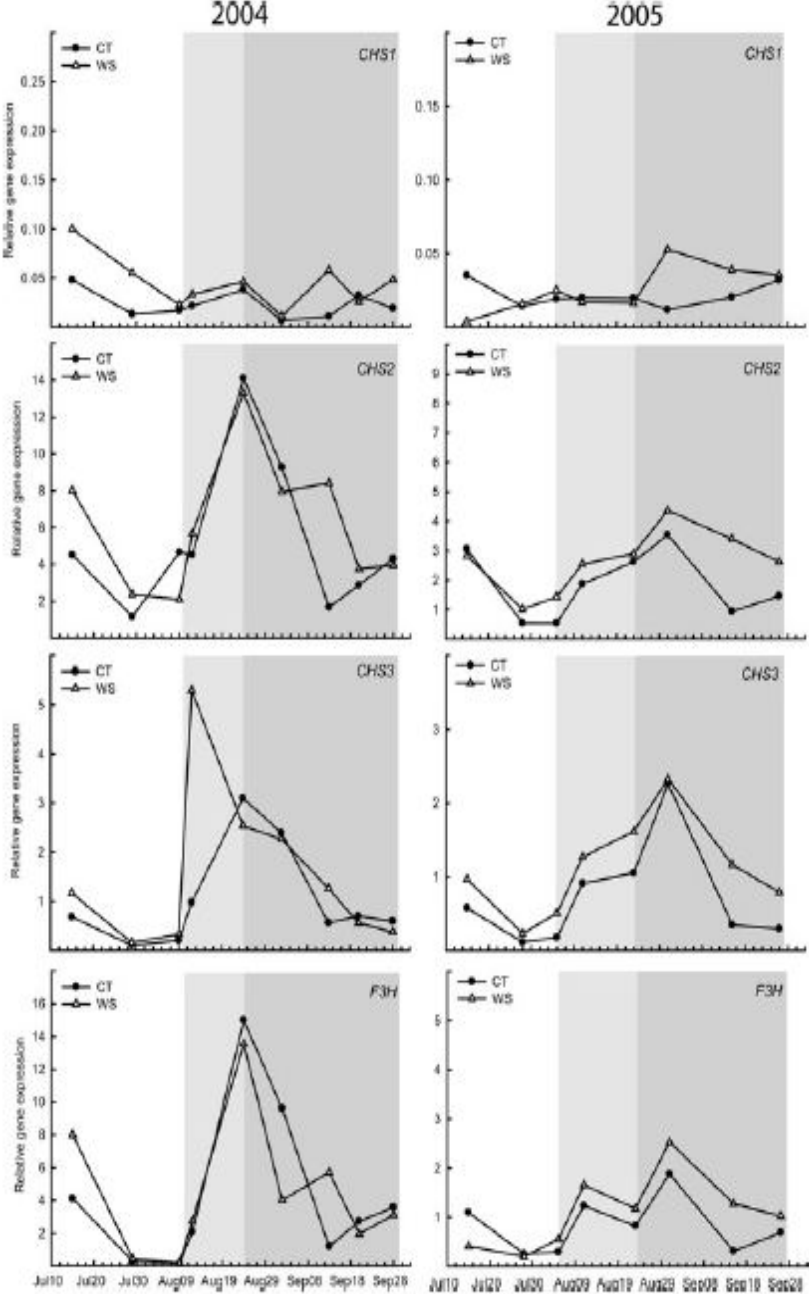 2004 2005
CT
WS
CHS1
0.25
0.20
0.15
0.10
0.05
Relative gene expression
CT
WS
CHS1
0.20
0.15
0.10
0.05
CT
WS
CHS2
14
12
10
8
6
4
2
Relative gene expression
CT
WS
CHS2
9
8
7
6
5
4
3
2
1
CT
WS
CHS3
5
4
3
2
1
Relative gene expression
CT
WS
CHS3
3
2
1
CT
WS
F3H
16
14
12
10
8
6
4
2
Relative gene expression
CT
WS
F3H
5
4
3
2
1
Jul10 Jul20 Jul30 Aug09 Aug19 Aug29 Sep08 Sep18 Sep28
Jul10 Jul20 Jul30 Aug09 Aug19 Aug29 Sep08 Sep18 Sep28